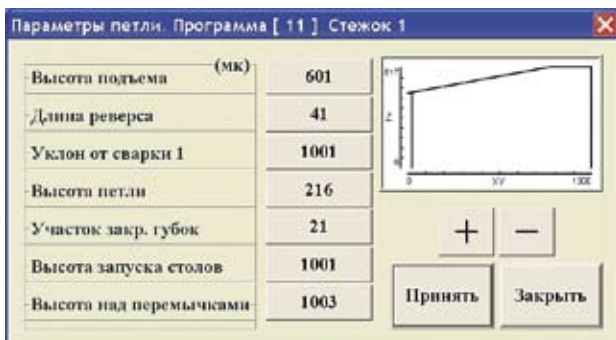 Параметры петли. Программа [ 11 ] Стежок 1
(мк)
Высота подъема 601
Длина реверса 41
Уклон от сварки 1 1001
Высота петли 216
Участок закр. губок 21
Высота запуска столов 1001
Высота над перемычками 1003
Z
0 XY
+ −
Принять Закрыть